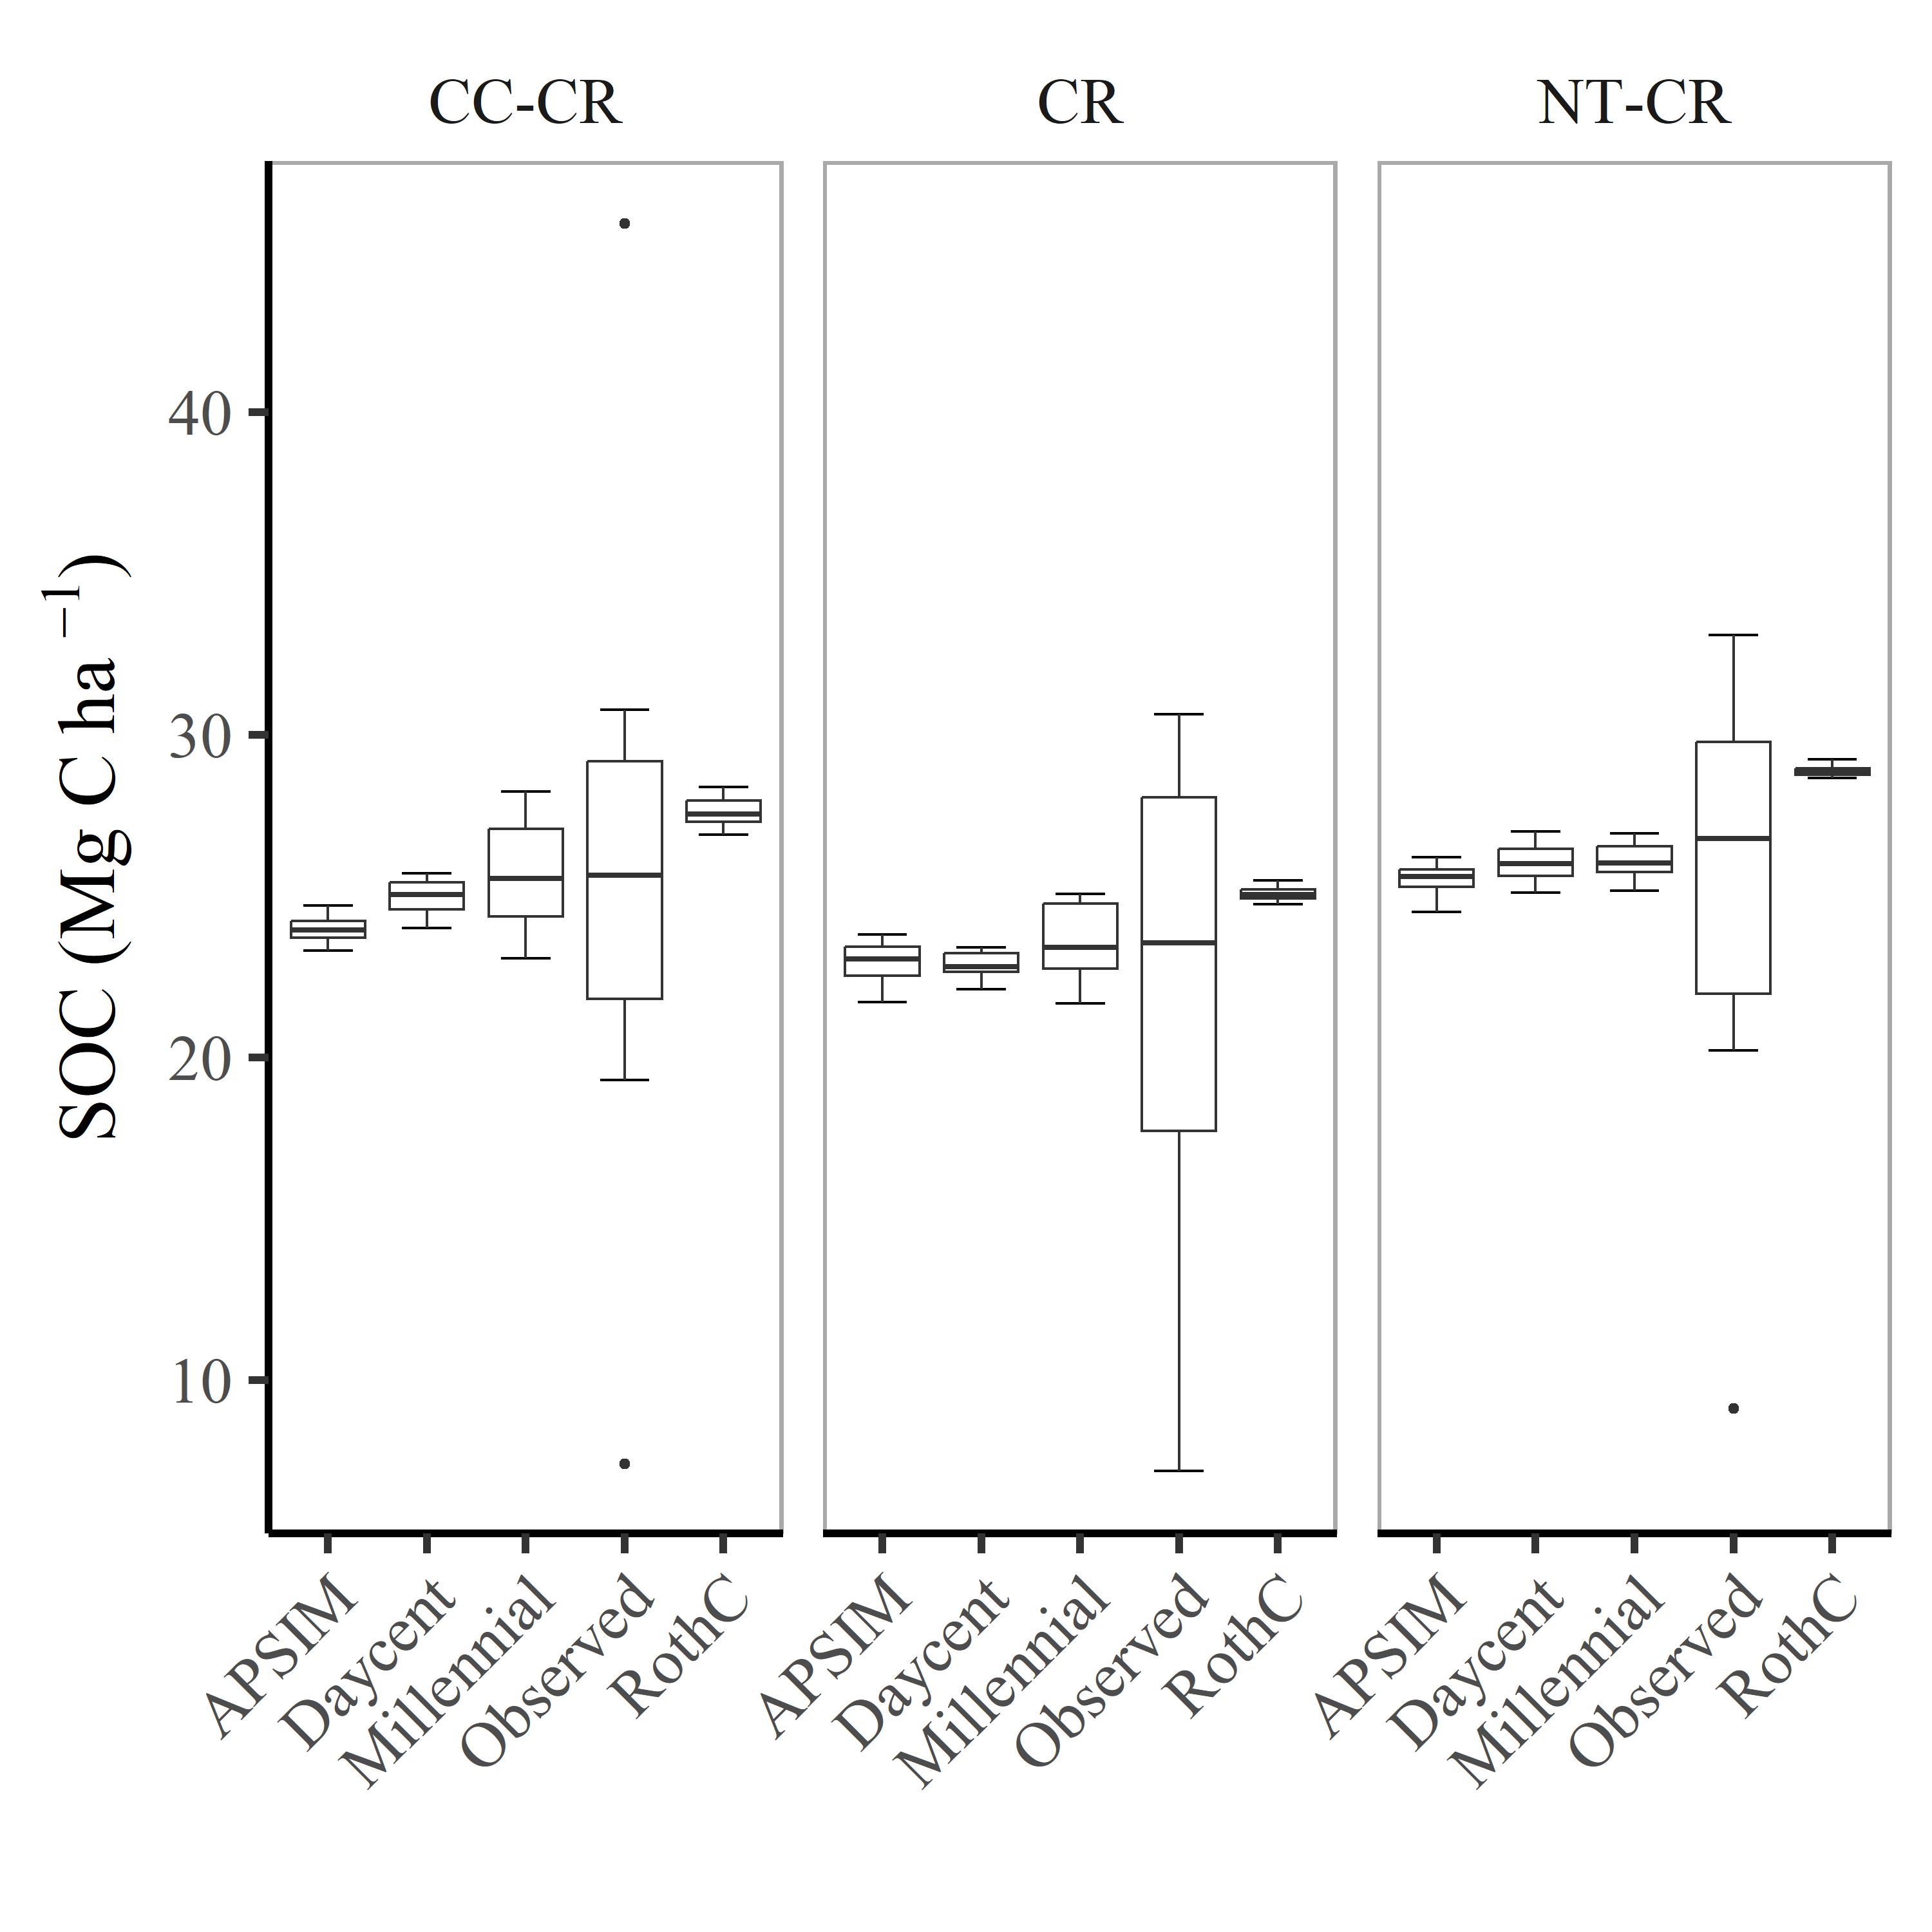 CC-CR
CR
NT-CR
SOC (Mg C ha⁻¹)
40
30
20
10
APSIM
Daycent
Millennial
Observed
RothC
APSIM
Daycent
Millennial
Observed
RothC
APSIM
Daycent
Millennial
Observed
RothC